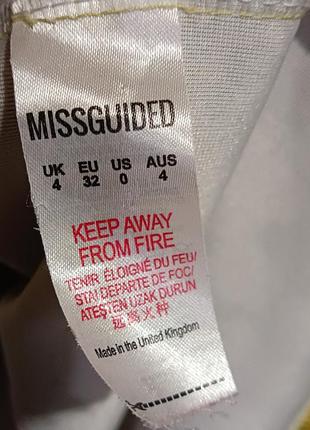 MISSGUIDED
UK EU US AUS
4 32 0 4
KEEP AWAY
FROM FIRE
TENIR ÉLOIGNÉ DU FEU/
STAI DEPARTE DE FOC/
ATEŞTEN UZAK DURUN
远离火种
Made in the United Kingdom